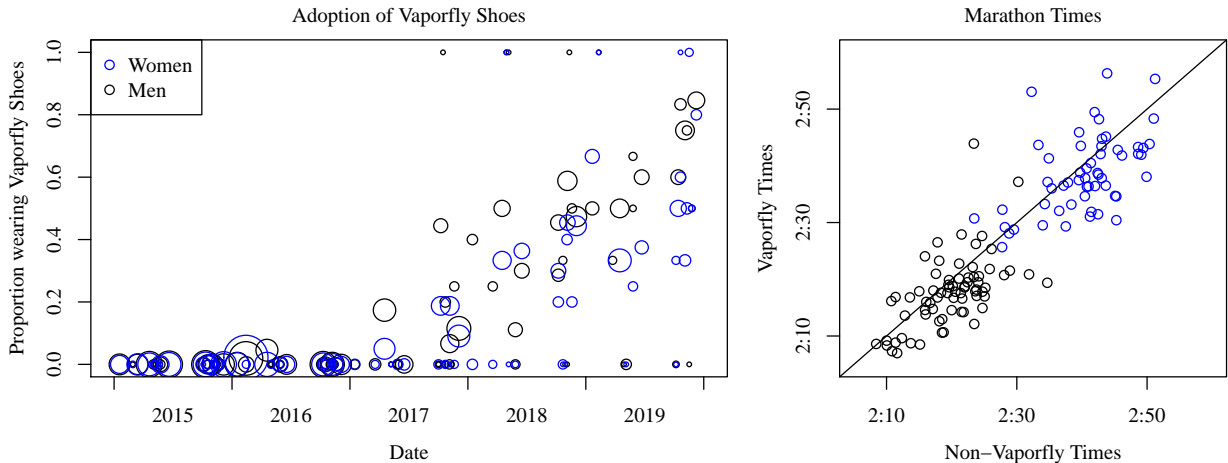 Adoption of Vaporfly Shoes
Proportion wearing Vaporfly Shoes
0.0 0.2 0.4 0.6 0.8 1.0
Women
Men
2015 2016 2017 2018 2019
Date
Marathon Times
Vaporfly Times
2:10 2:30 2:50
2:10 2:30 2:50
Non−Vaporfly Times